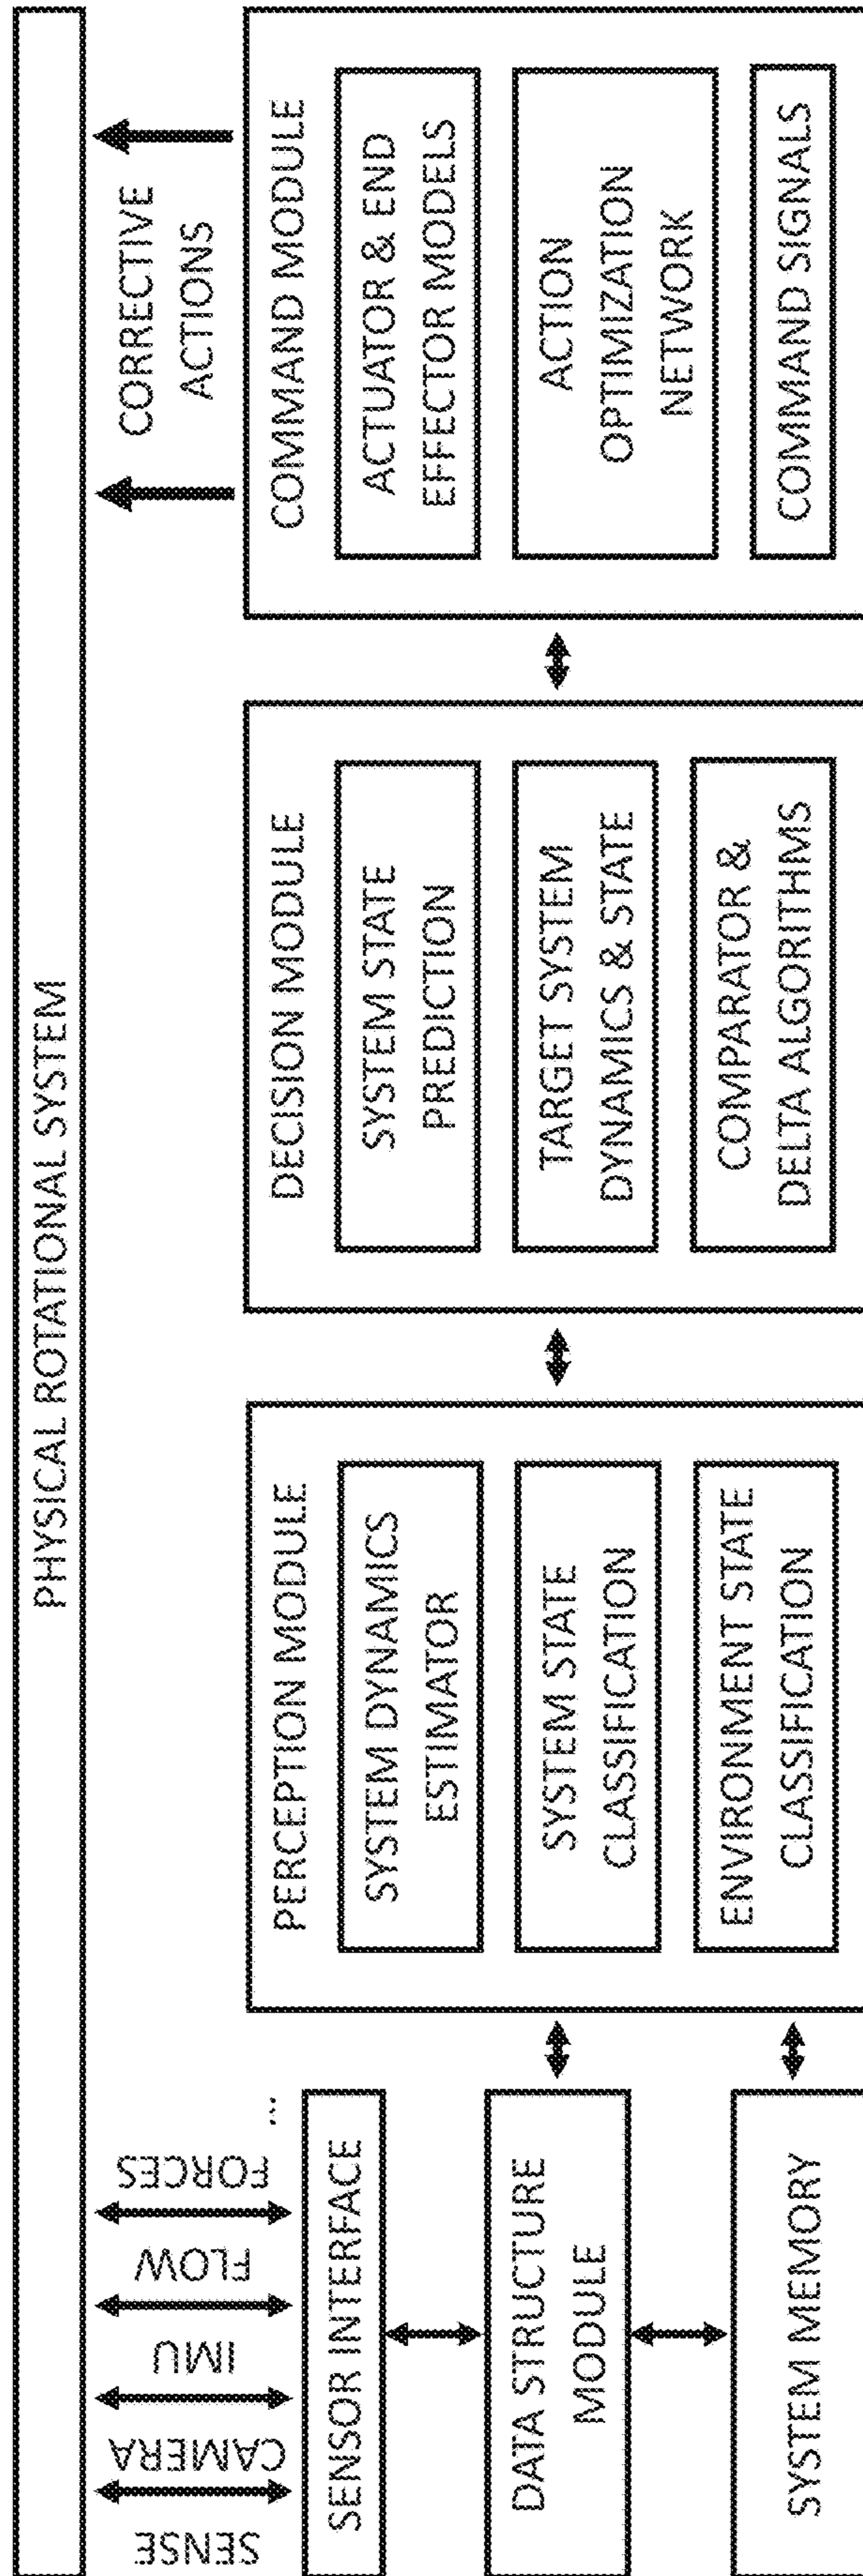 PHYSICAL ROTATIONAL SYSTEM
SENSE
CAMERA
IMU
FLOW
FORCES
...
SENSOR INTERFACE
DATA STRUCTURE
MODULE
SYSTEM MEMORY
PERCEPTION MODULE
SYSTEM DYNAMICS
ESTIMATOR
SYSTEM STATE
CLASSIFICATION
ENVIRONMENT STATE
CLASSIFICATION
DECISION MODULE
SYSTEM STATE
PREDICTION
TARGET SYSTEM
DYNAMICS & STATE
COMPARATOR &
DELTA ALGORITHMS
CORRECTIVE
ACTIONS
COMMAND MODULE
ACTUATOR & END
EFFECTOR MODELS
ACTION
OPTIMIZATION
NETWORK
COMMAND SIGNALS